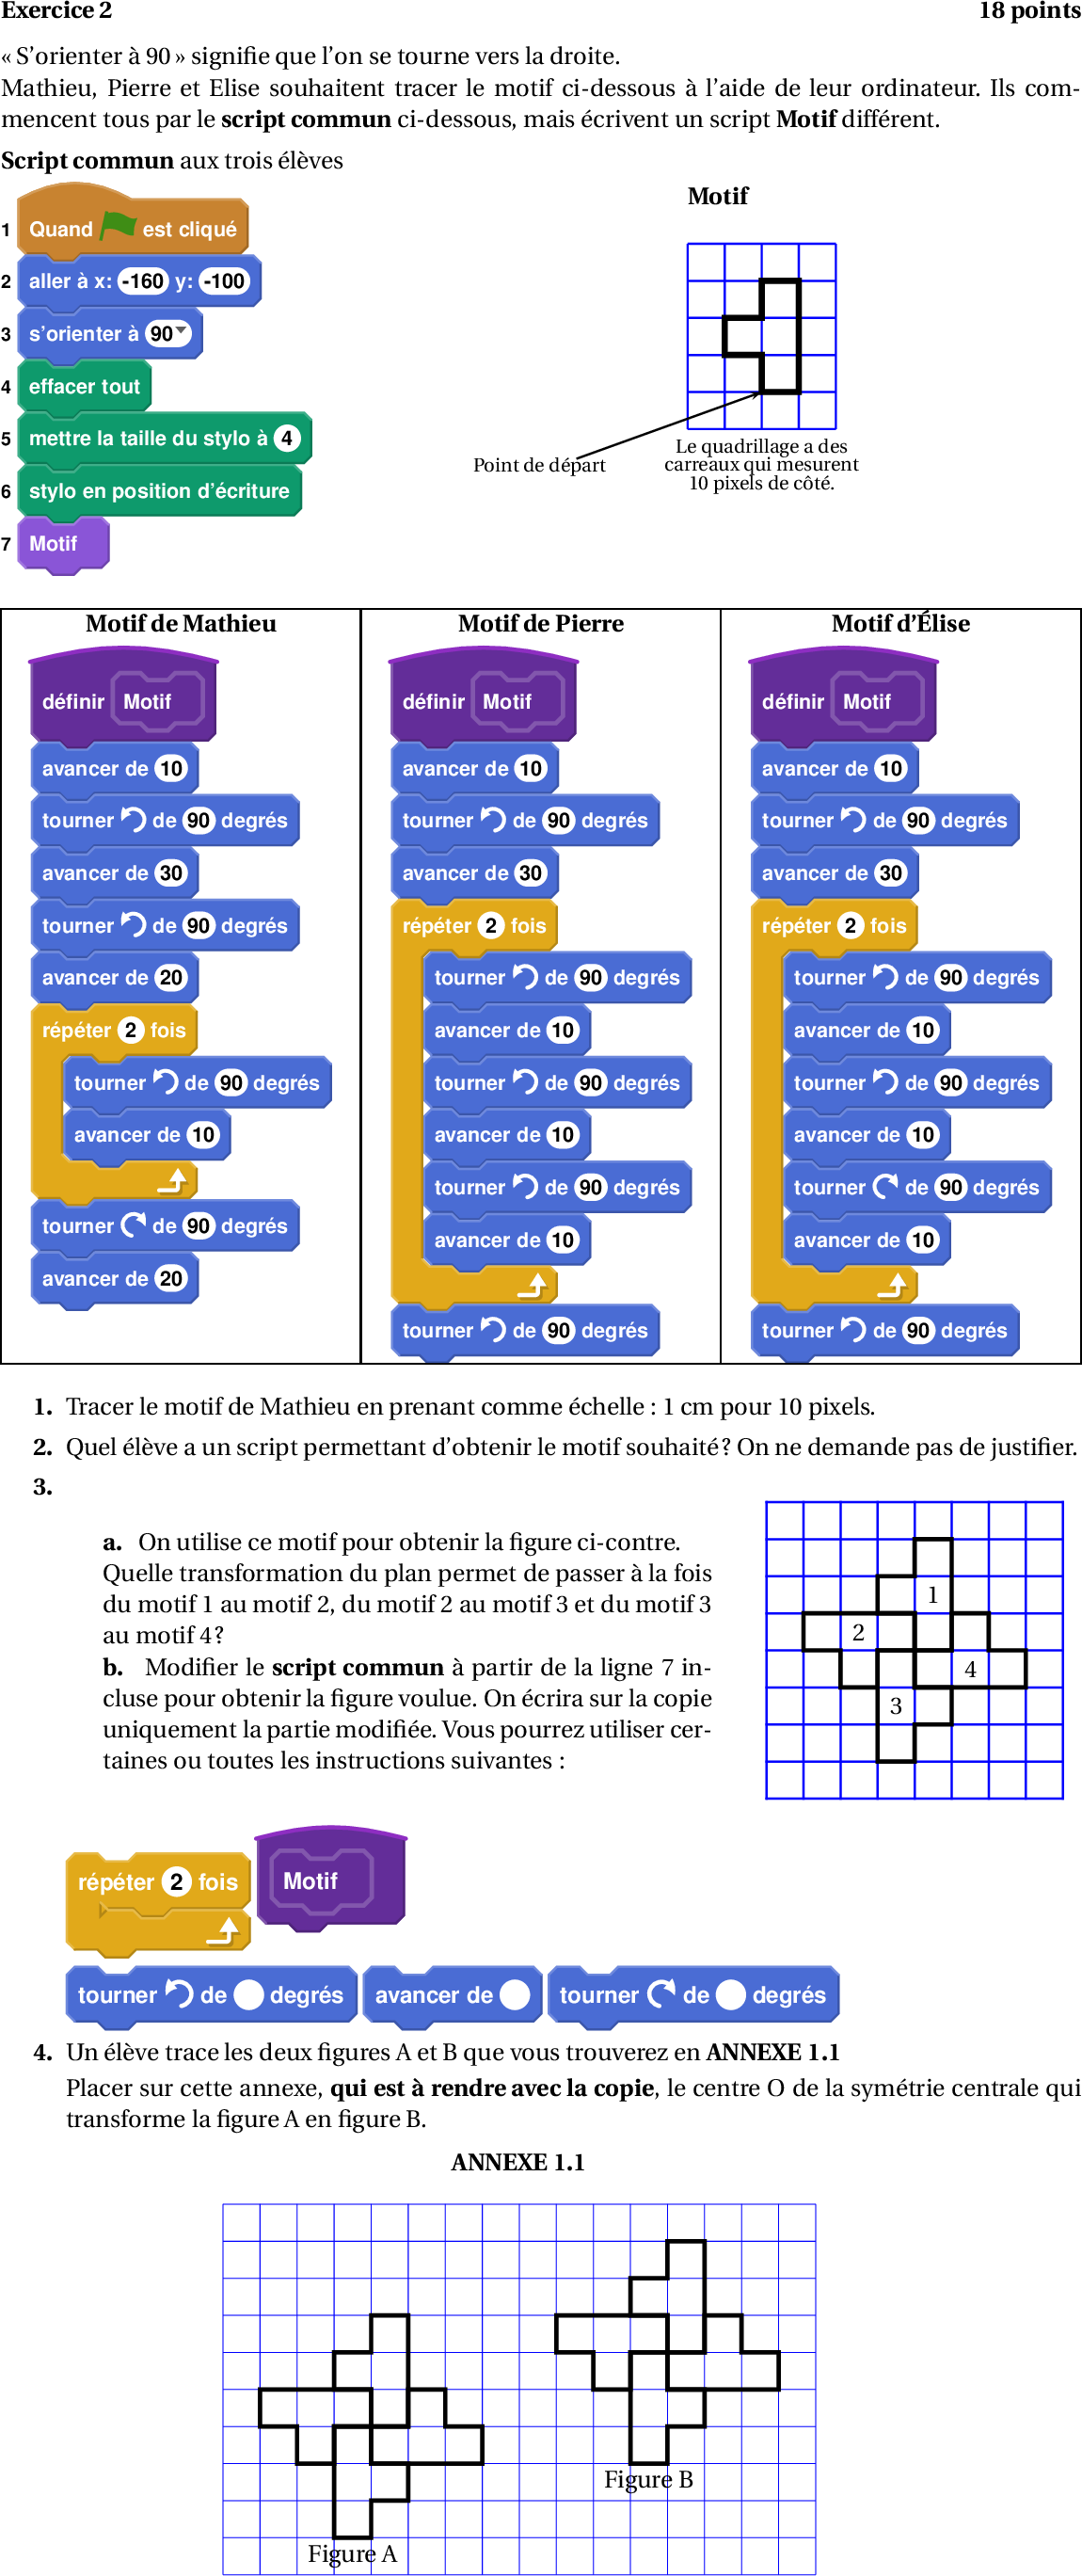 Exercice 2 18 points
« S’orienter à 90 » signifie que l’on se tourne vers la droite.
Mathieu, Pierre et Elise souhaitent tracer le motif ci-dessous à l’aide de leur ordinateur. Ils com-
mencent tous par le script commun ci-dessous, mais écrivent un script Motif différent.
Script commun aux trois élèves
1 Quand est cliqué
2 aller à x: -160 y: -100
3 s’orienter à 90
4 effacer tout
5 mettre la taille du stylo à 4
6 stylo en position d’écriture
7 Motif
Motif
Point de départ
Le quadrillage a des
carreaux qui mesurent
10 pixels de côté.
Motif de Mathieu
définir Motif
avancer de 10
tourner de 90 degrés
avancer de 30
tourner de 90 degrés
avancer de 20
répéter 2 fois
tourner de 90 degrés
avancer de 10
tourner de 90 degrés
avancer de 20
Motif de Pierre
définir Motif
avancer de 10
tourner de 90 degrés
avancer de 30
répéter 2 fois
tourner de 90 degrés
avancer de 10
tourner de 90 degrés
avancer de 10
tourner de 90 degrés
avancer de 10
tourner de 90 degrés
Motif d’Élise
définir Motif
avancer de 10
tourner de 90 degrés
avancer de 30
répéter 2 fois
tourner de 90 degrés
avancer de 10
tourner de 90 degrés
avancer de 10
tourner de 90 degrés
avancer de 10
tourner de 90 degrés
1. Tracer le motif de Mathieu en prenant comme échelle : 1 cm pour 10 pixels.
2. Quel élève a un script permettant d’obtenir le motif souhaité ? On ne demande pas de justifier.
3.
a. On utilise ce motif pour obtenir la figure ci-contre.
Quelle transformation du plan permet de passer à la fois
du motif 1 au motif 2, du motif 2 au motif 3 et du motif 3
au motif 4 ?
b. Modifier le script commun à partir de la ligne 7 in-
cluse pour obtenir la figure voulue. On écrira sur la copie
uniquement la partie modifiée. Vous pourrez utiliser cer-
taines ou toutes les instructions suivantes :
1
2
4
3
répéter 2 fois
Motif
tourner de degrés avancer de tourner de degrés
4. Un élève trace les deux figures A et B que vous trouverez en ANNEXE 1.1
Placer sur cette annexe, qui est à rendre avec la copie, le centre O de la symétrie centrale qui
transforme la figure A en figure B.
ANNEXE 1.1
Figure B
Figure A